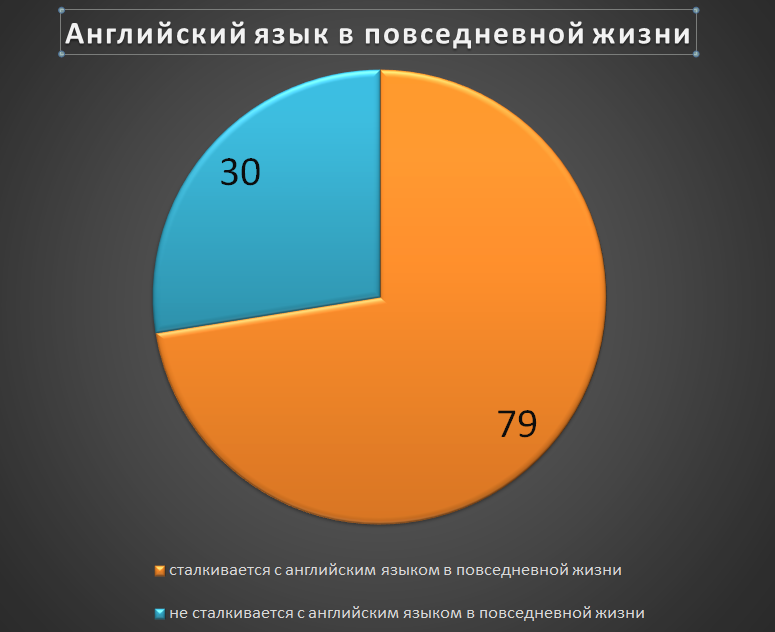 Английский язык в повседневной жизни
30
79
сталкивается с английским языком в повседневной жизни
не сталкивается с английским языком в повседневной жизни